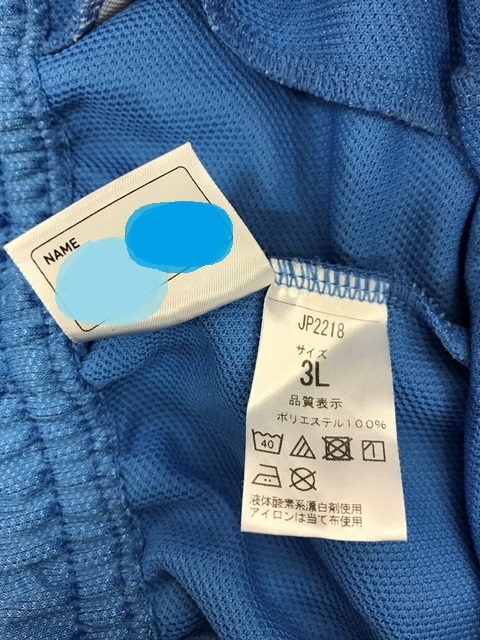 NAME
JP2218
サイズ
3L
品質表示
ポリエステル100%
40
液体酸素系漂白剤使用
アイロンは当て布使用